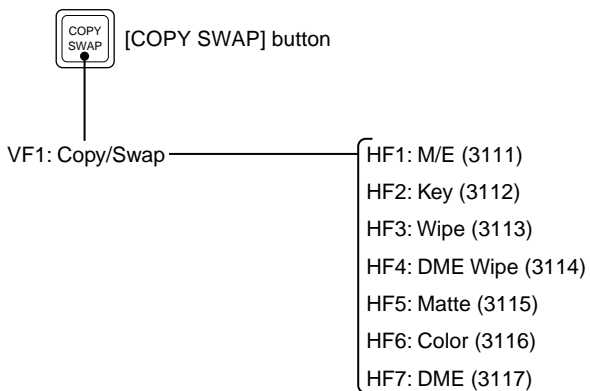 COPY
SWAP
[COPY SWAP] button
VF1: Copy/Swap
HF1: M/E (3111)
HF2: Key (3112)
HF3: Wipe (3113)
HF4: DME Wipe (3114)
HF5: Matte (3115)
HF6: Color (3116)
HF7: DME (3117)